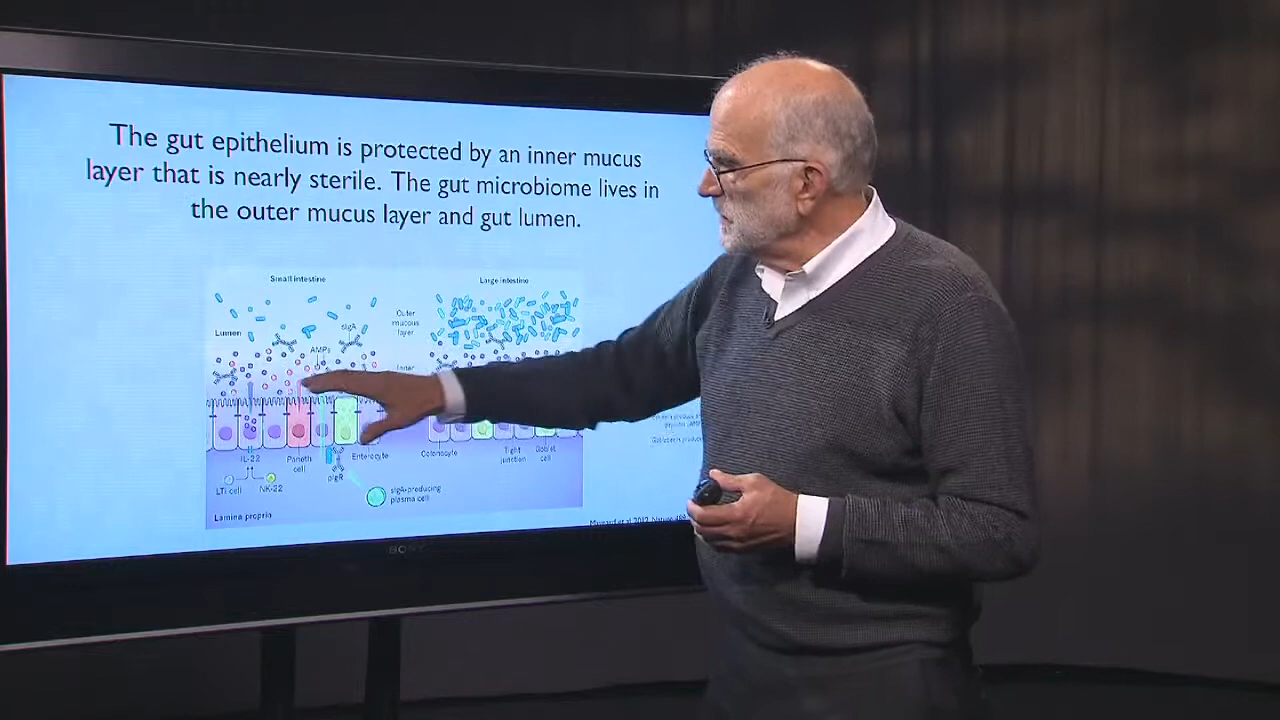 The gut epithelium is protected by an inner mucus
layer that is nearly sterile. The gut microbiome lives in
the outer mucus layer and gut lumen.
Small intestine
Large intestine
Lumen
sIgA
Outer
mucous
layer
AMPs
Inner
IL-22
Paneth
cell
Enterocyte
pIgR
LTi cell
NK-22
sIgA-producing
plasma cell
Lamina propria
Colonocyte
Tight
junction
Goblet
cell
SONY